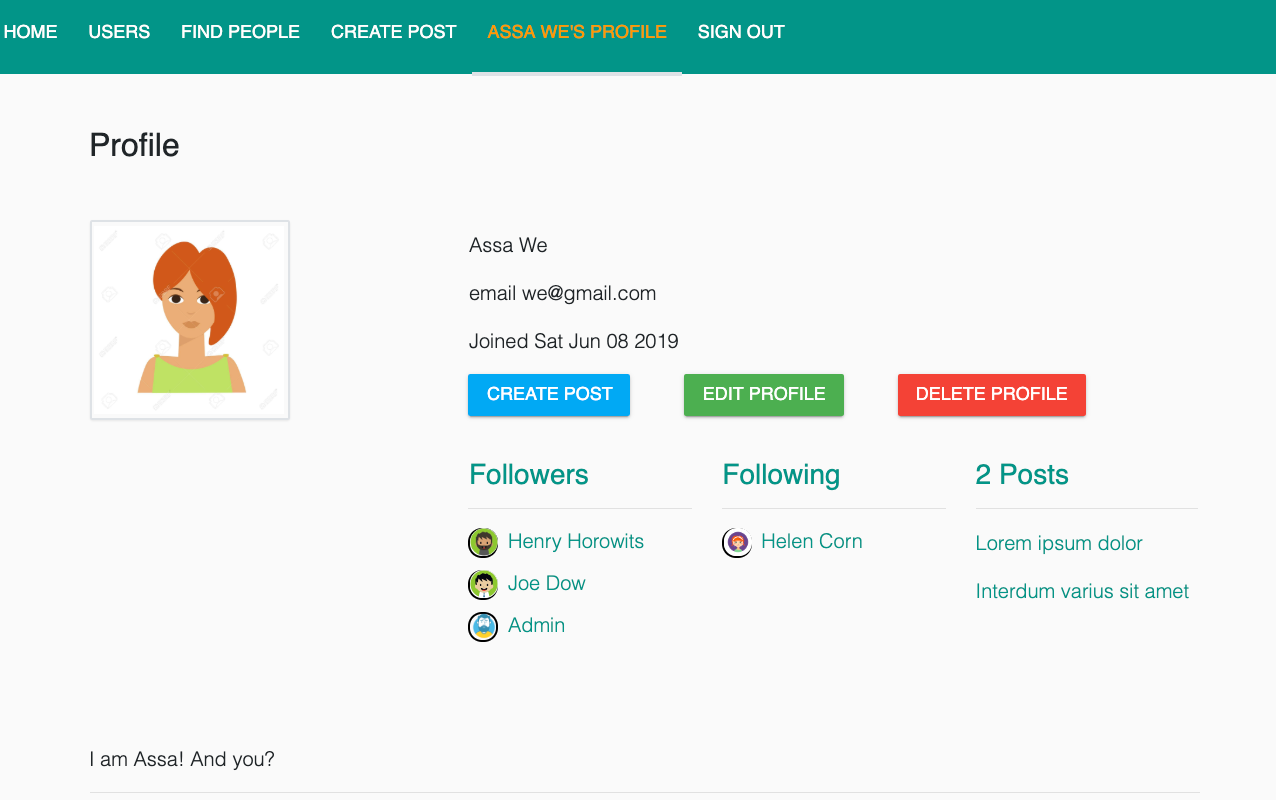 HOME USERS FIND PEOPLE CREATE POST ASSA WE'S PROFILE SIGN OUT
Profile
Assa We
email we@gmail.com
Joined Sat Jun 08 2019
CREATE POST EDIT PROFILE DELETE PROFILE
Followers
Henry Horowits
Joe Dow
Admin
Following
Helen Corn
2 Posts
Lorem ipsum dolor
Interdum varius sit amet
I am Assa! And you?